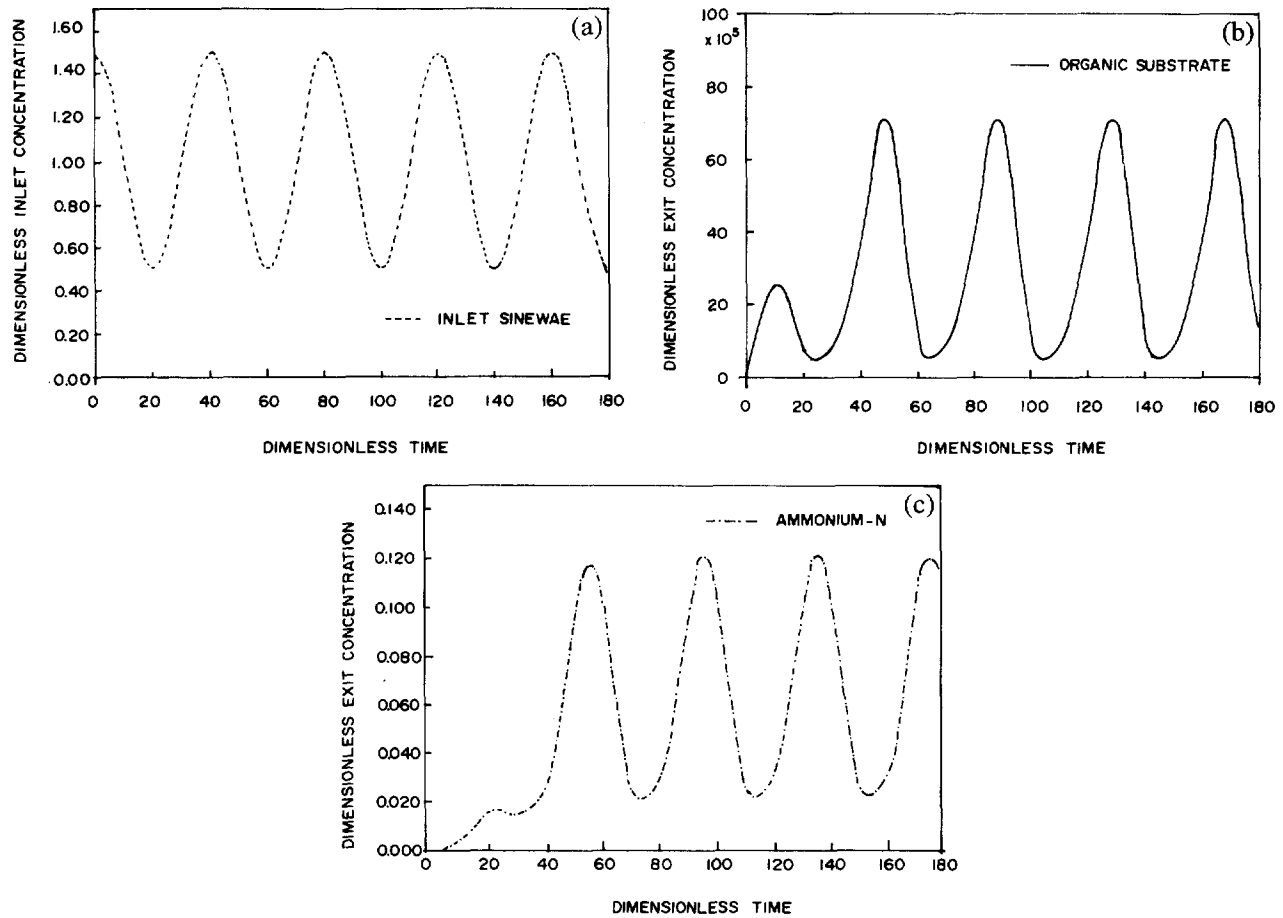 (a)
DIMENSIONLESS INLET CONCENTRATION
1.60
1.40
1.20
1.00
0.80
0.60
0.40
0.20
0.00
INLET SINEWAE
0 20 40 60 80 100 120 140 160 180
DIMENSIONLESS TIME
(b)
DIMENSIONLESS EXIT CONCENTRATION
100
x 10⁵
80
60
40
20
0
ORGANIC SUBSTRATE
0 20 40 60 80 100 120 140 160 180
DIMENSIONLESS TIME
(c)
DIMENSIONLESS EXIT CONCENTRATION
0.140
0.120
0.100
0.080
0.060
0.040
0.020
0.000
AMMONIUM-N
0 20 40 60 80 100 120 140 160 180
DIMENSIONLESS TIME